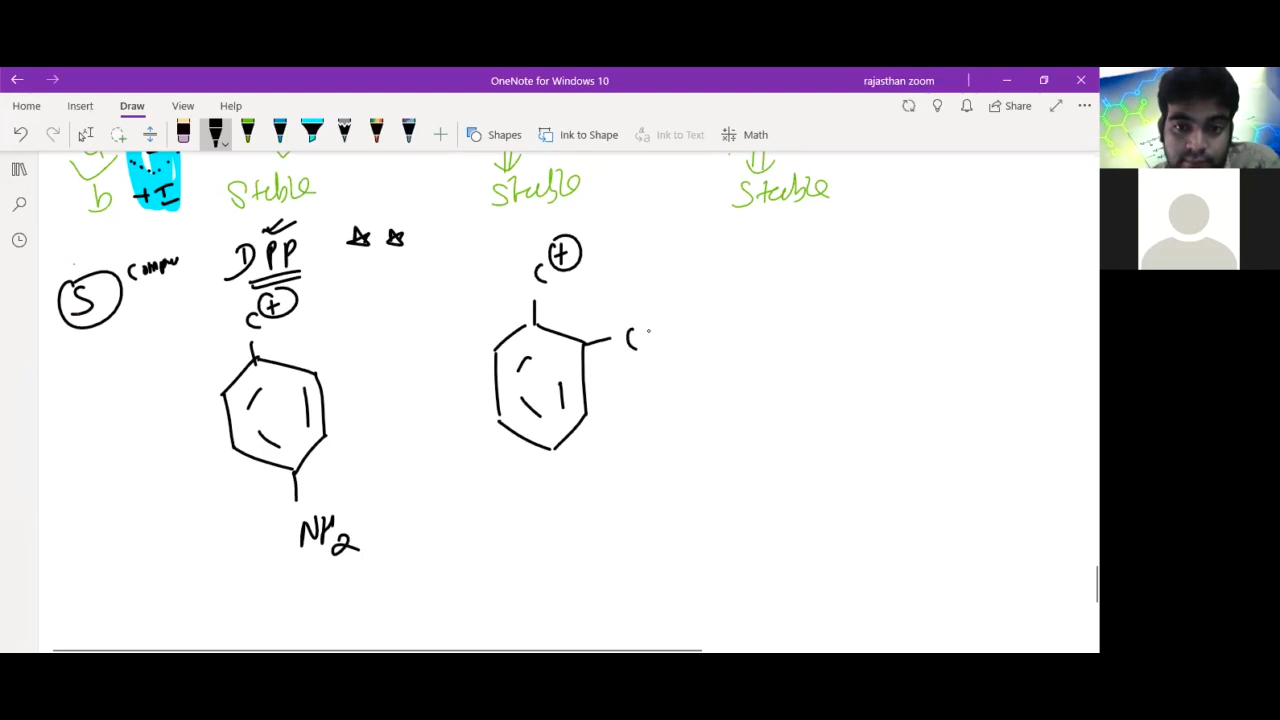 OneNote for Windows 10
rajasthan zoom
Home Insert Draw View Help
Share
Shapes
Ink to Shape
Ink to Text
Math
b
+I
Stable
Stable
Stable
DPP
S
C +
C +
C
NH2